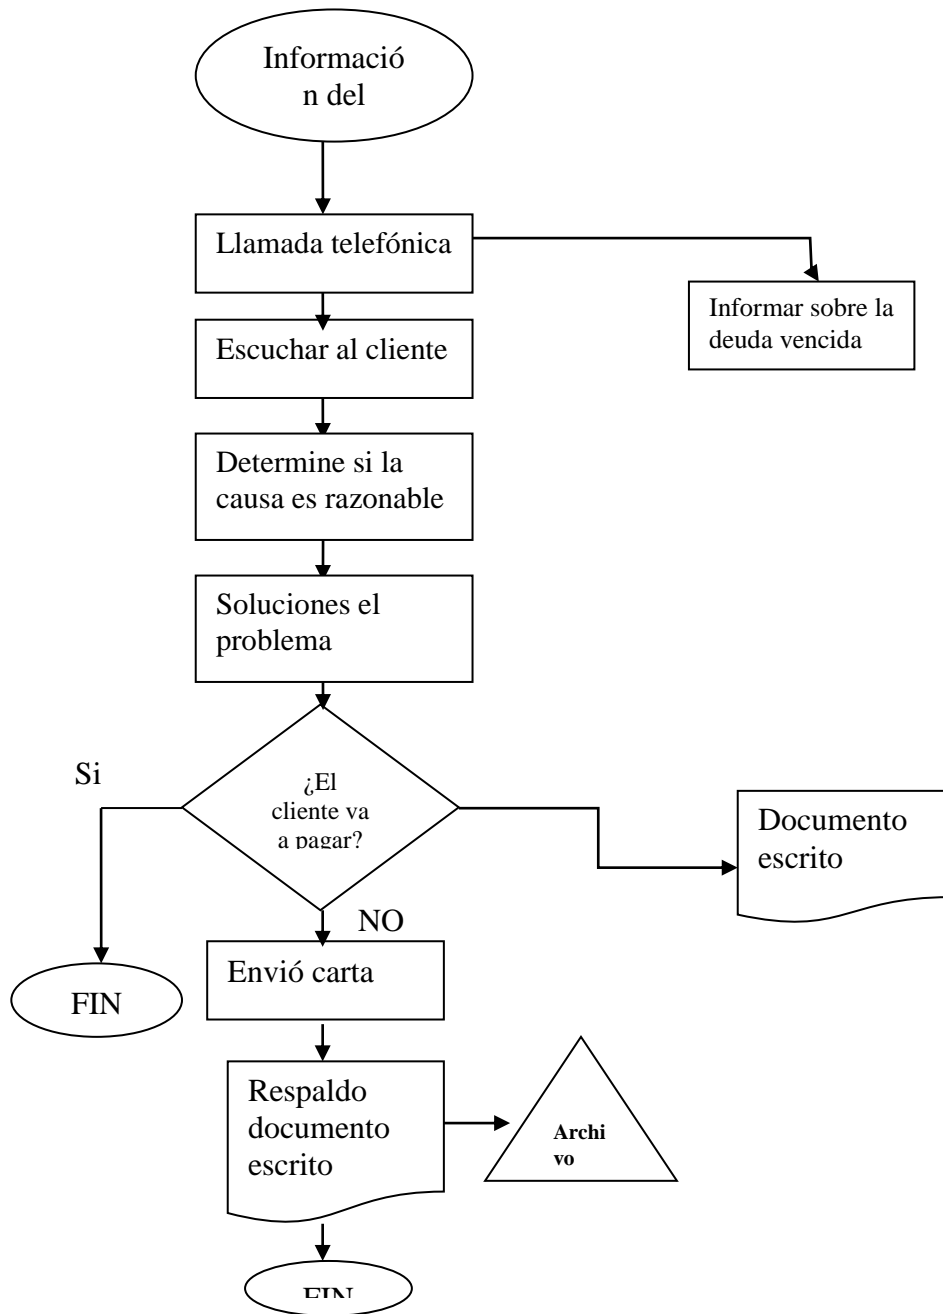 Informació
n del
Llamada telefónica
Informar sobre la
deuda vencida
Escuchar al cliente
Determine si la
causa es razonable
Soluciones el
problema
Si
¿El
cliente va
a pagar?
Documento
escrito
NO
Envió carta
FIN
Respaldo
documento
escrito
Archi
vo
FIN